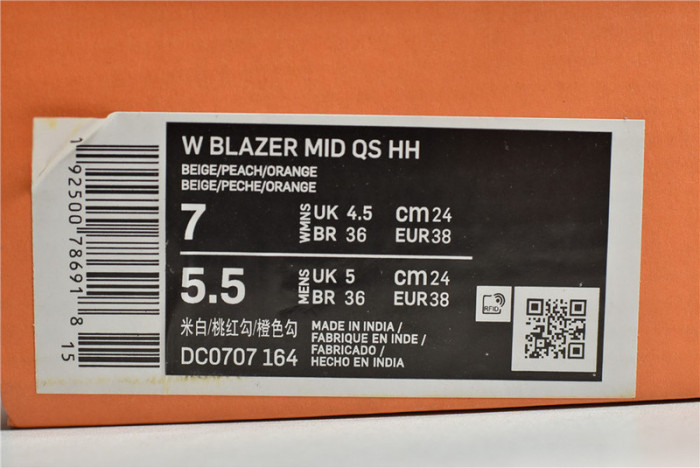 W BLAZER MID QS HH
BEIGE/PEACH/ORANGE
BEIGE/PECHE/ORANGE
7 WMNS UK 4.5 cm 24
BR 36 EUR 38
5.5 MENS UK 5 cm 24
BR 36 EUR 38
米白/桃红勾/橙色勾
DC0707 164
MADE IN INDIA /
FABRIQUE EN INDE /
FABRICADO /
HECHO EN INDIA
RFID
1 92500 78691 8 15